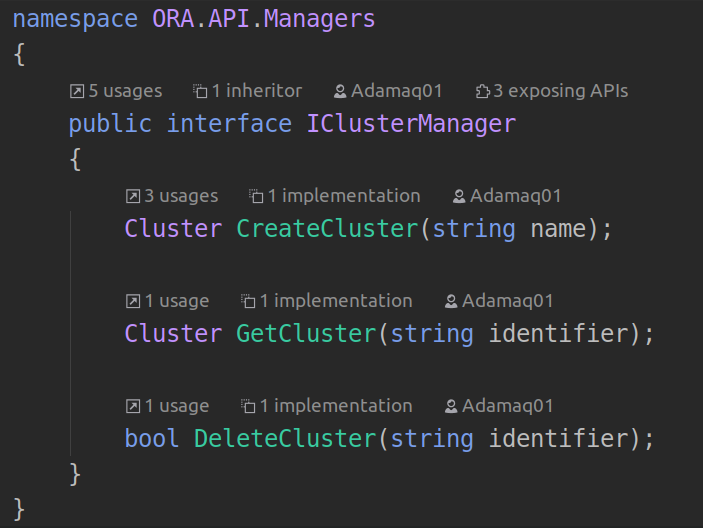 namespace ORA.API.Managers
{
5 usages 1 inheritor Adamaq01 3 exposing APIs
public interface IClusterManager
{
3 usages 1 implementation Adamaq01
Cluster CreateCluster(string name);
1 usage 1 implementation Adamaq01
Cluster GetCluster(string identifier);
1 usage 1 implementation Adamaq01
bool DeleteCluster(string identifier);
}
}